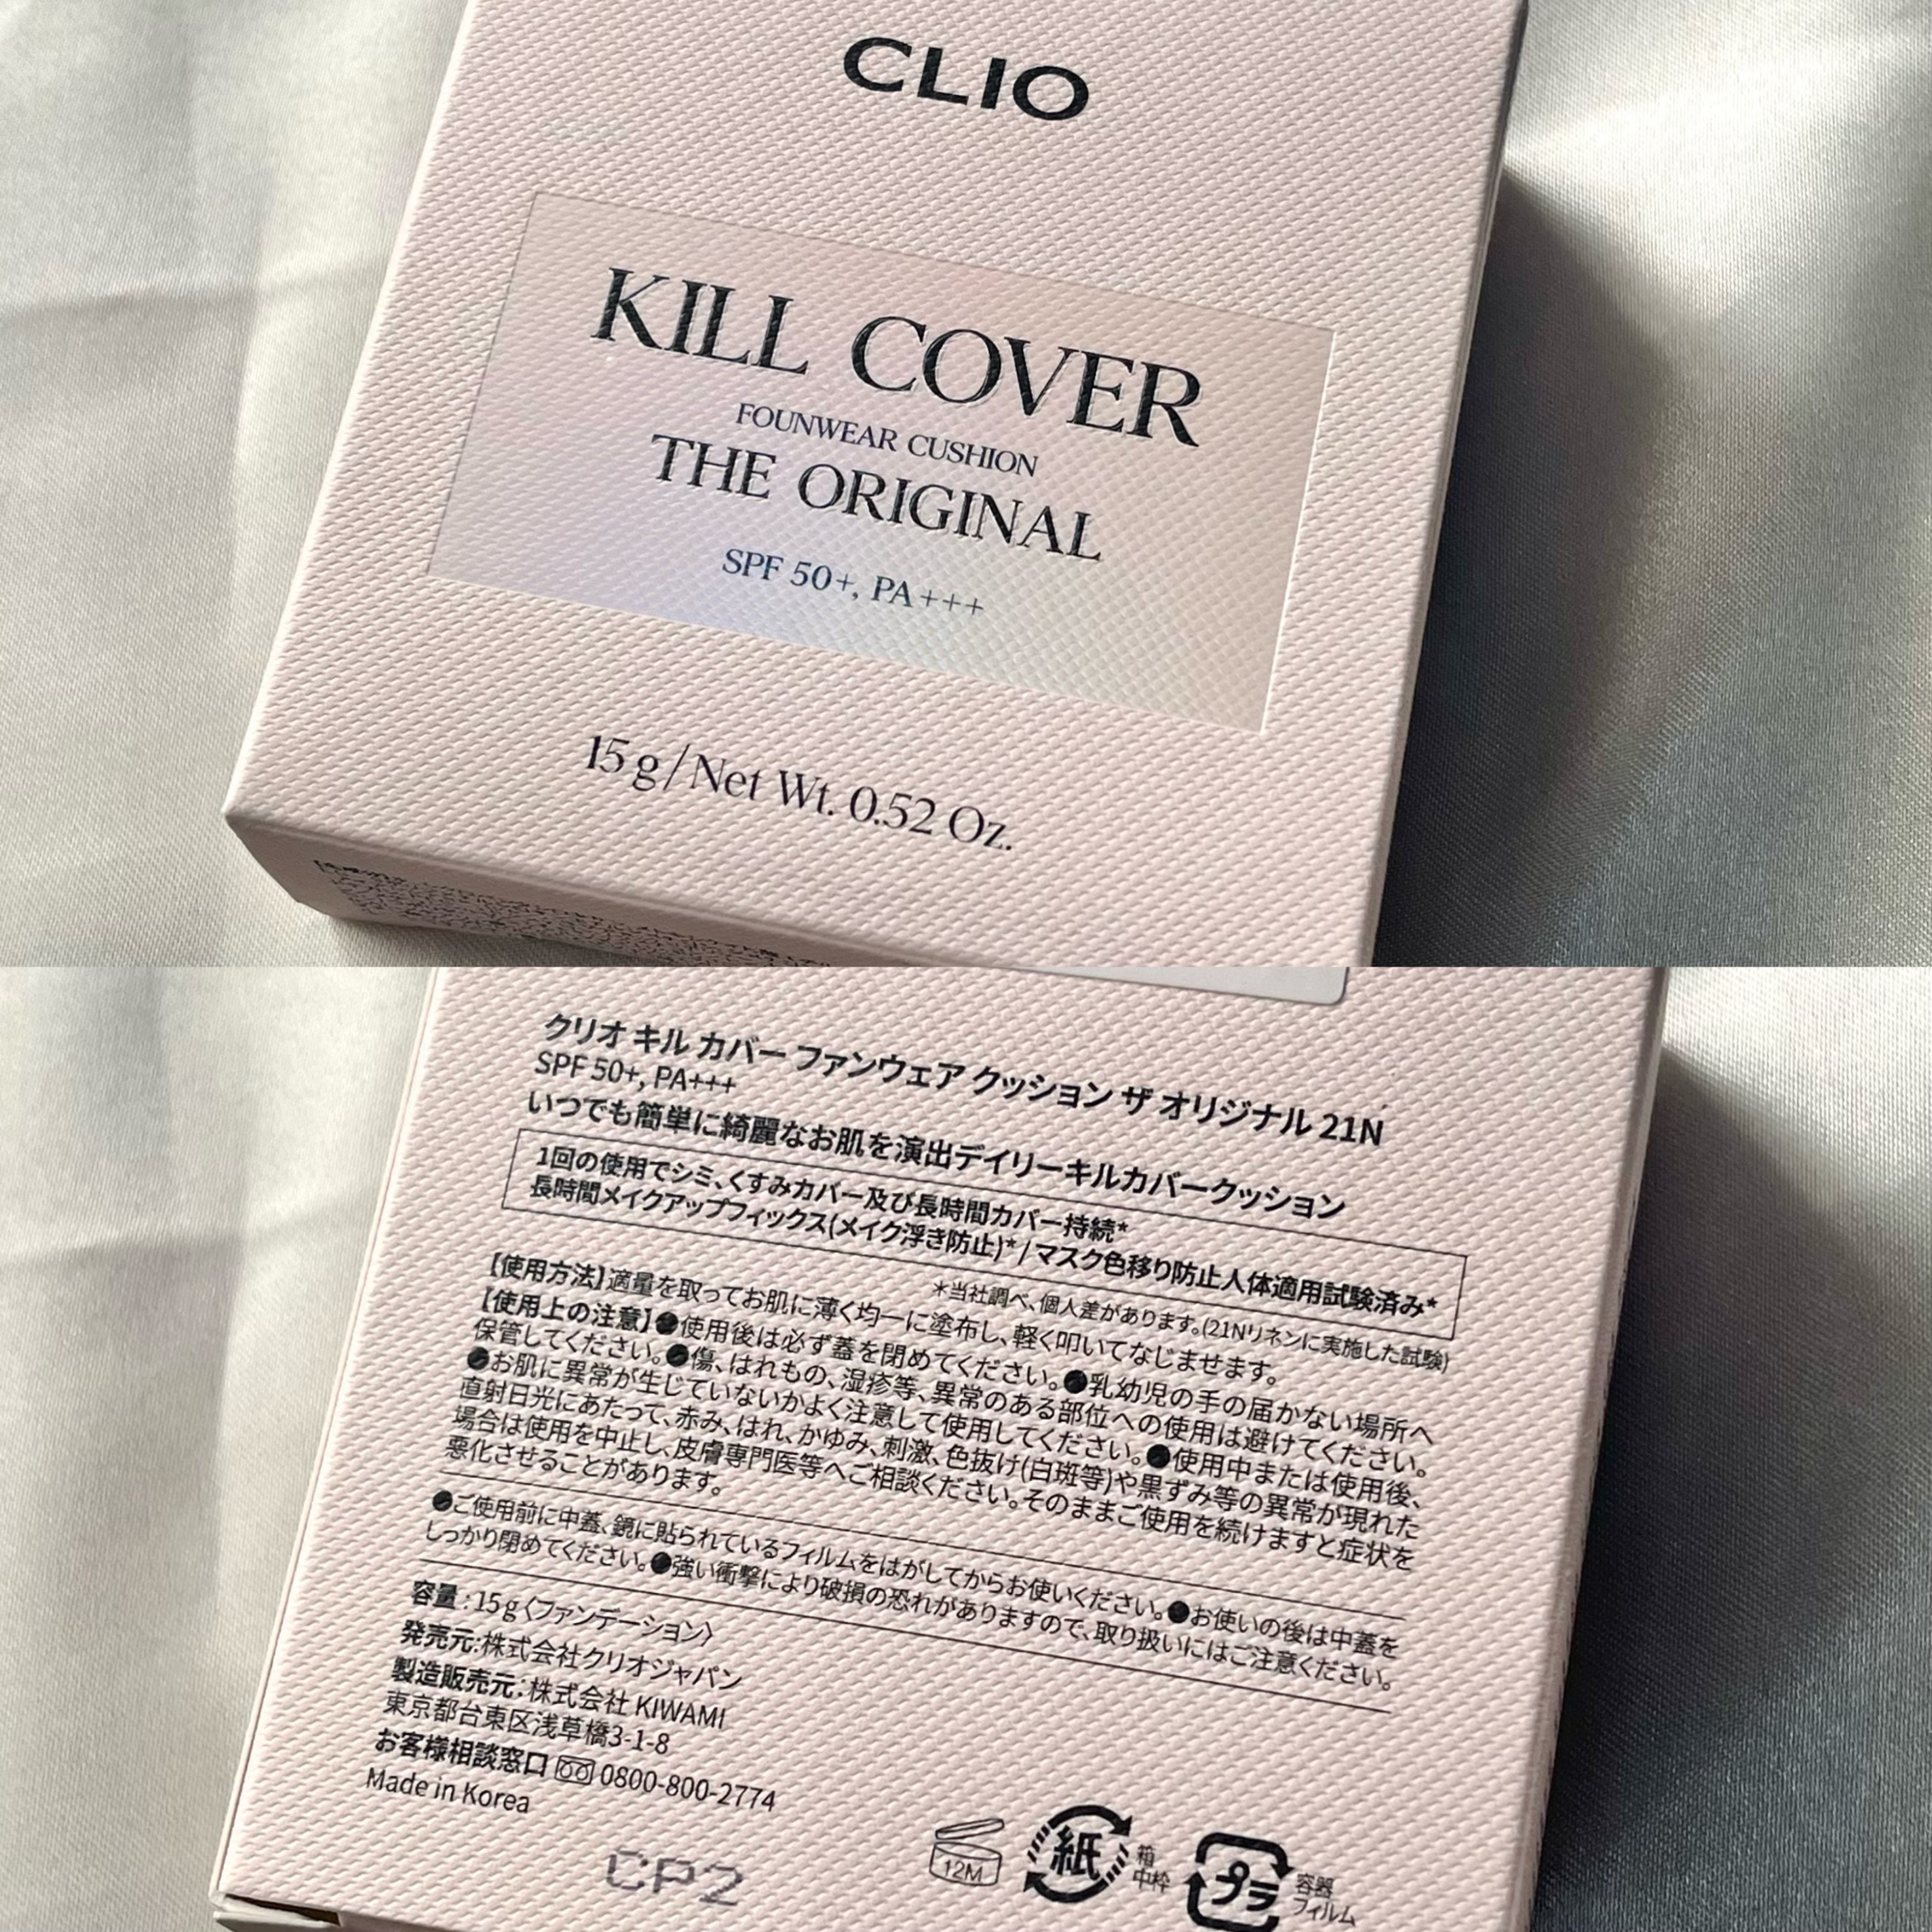 CLIO
KILL COVER
FOUNWEAR CUSHION
THE ORIGINAL
SPF 50+, PA+++
15 g/Net Wt. 0.52 Oz.
クリオ キル カバー ファンウェア クッション ザ オリジナル 21N
SPF 50+, PA+++
いつでも簡単に綺麗なお肌を演出デイリーキルカバークッション
1回の使用でシミ、くすみカバー及び長時間カバー持続*
長時間メイクアップフィックス(メイク浮き防止)* / マスク色移り防止人体適用試験済み*
*当社調べ、個人差があります。(21Nリネンに実施した試験)
【使用方法】適量を取ってお肌に薄く均一に塗布し、軽く叩いてなじませます。
【使用上の注意】●使用後は必ず蓋を閉めてください。●乳幼児の手の届かない場所へ
保管してください。●傷、はれもの、湿疹等、異常のある部位への使用は避けてください。
●お肌に異常が生じていないかよく注意して使用してください。●使用中または使用後、
直射日光にあたって、赤み、はれ、かゆみ、刺激、色抜け(白斑等)や黒ずみ等の異常が現れた
場合は使用を中止し、皮膚専門医等へご相談ください。そのままご使用を続けますと症状を
悪化させることがあります。
●ご使用前に中蓋、鏡に貼られているフィルムをはがしてからお使いください。●お使いの後は中蓋を
しっかり閉めてください。●強い衝撃により破損の恐れがありますので、取り扱いにはご注意ください。
容量 : 15 g〈ファンデーション〉
発売元:株式会社クリオジャパン
製造販売元:株式会社 KIWAMI
東京都台東区浅草橋3-1-8
お客様相談窓口 0800-800-2774
Made in Korea
CP2
12M
紙
箱
中枠
プラ
容器
フィルム